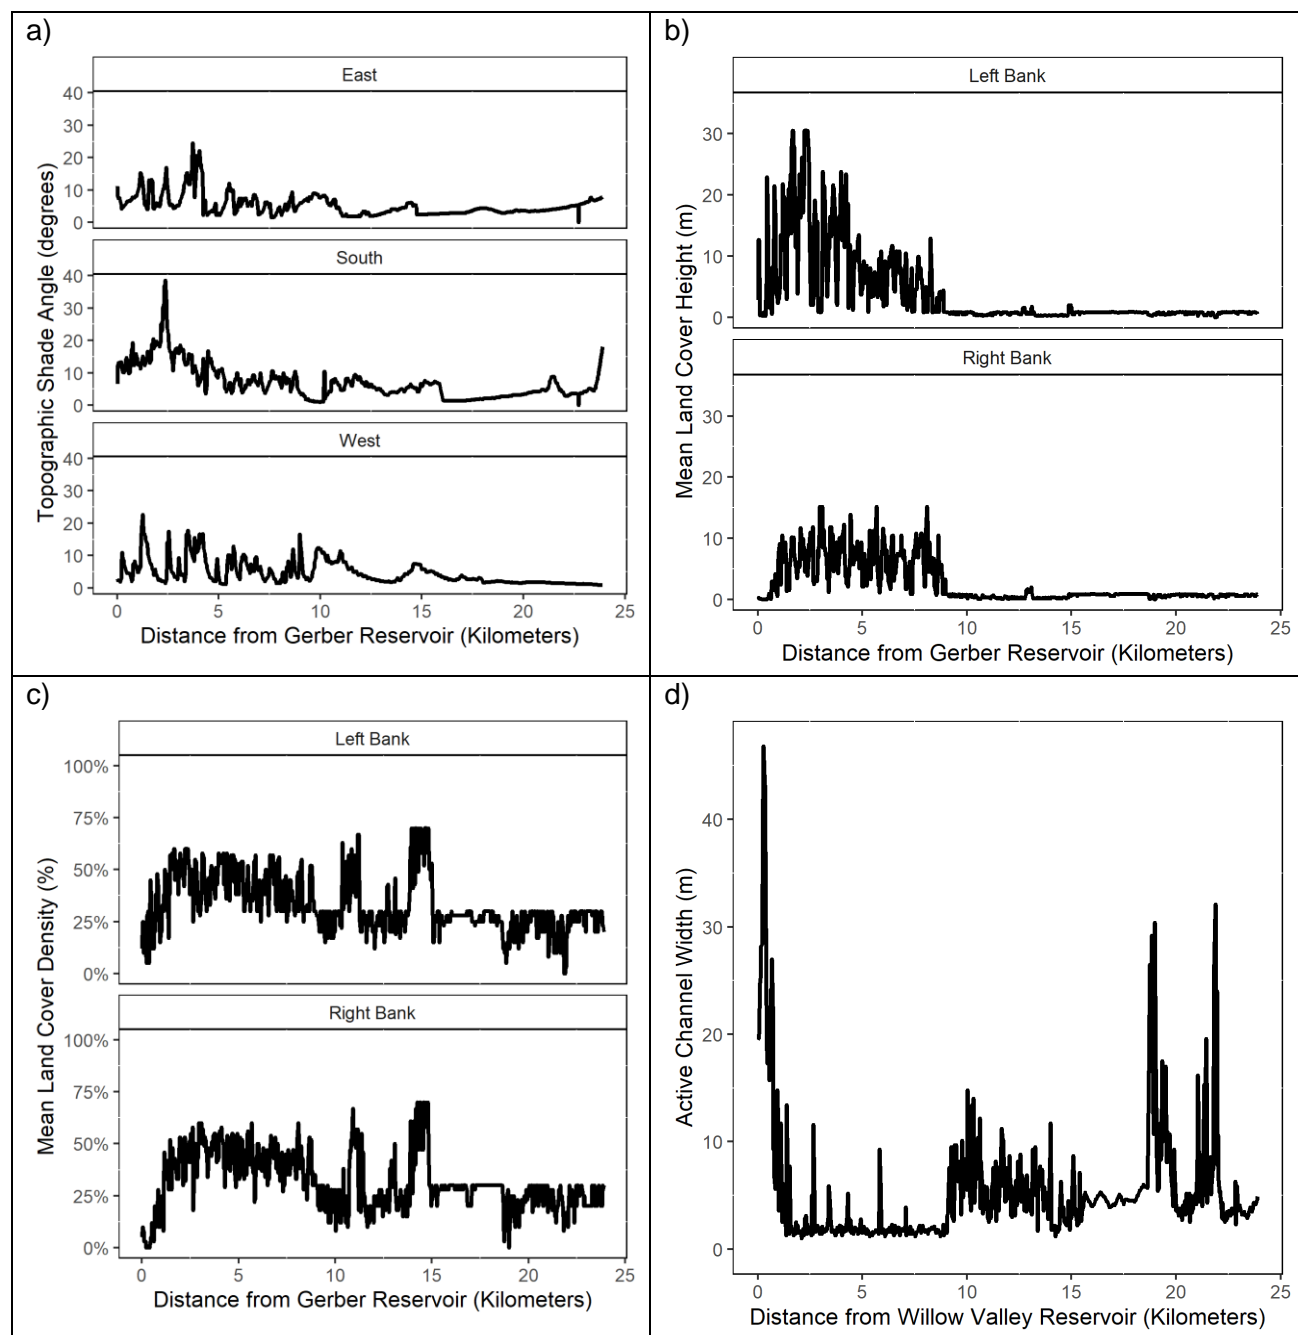 a)
East
40
30
20
10
0
South
40
30
20
10
0
West
40
30
20
10
0
Topographic Shade Angle (degrees)
0 5 10 15 20 25
Distance from Gerber Reservoir (Kilometers)
b)
Left Bank
30
20
10
0
Right Bank
30
20
10
0
Mean Land Cover Height (m)
0 5 10 15 20 25
Distance from Gerber Reservoir (Kilometers)
c)
Left Bank
100%
75%
50%
25%
0%
Right Bank
100%
75%
50%
25%
0%
Mean Land Cover Density (%)
0 5 10 15 20 25
Distance from Gerber Reservoir (Kilometers)
d)
40
30
20
10
0
Active Channel Width (m)
0 5 10 15 20 25
Distance from Willow Valley Reservoir (Kilometers)